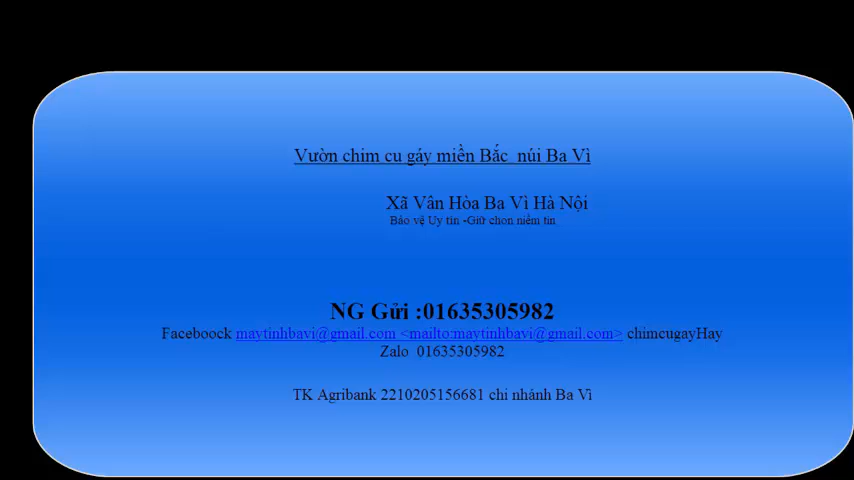 Vườn chim cu gáy miền Bắc núi Ba Vì
Xã Vân Hòa Ba Vì Hà Nội
Bảo vệ Uy tín -Giữ chon niềm tin
NG Gửi :01635305982
Faceboock maytinhbavi@gmail.com <mailto:maytinhbavi@gmail.com> chimcugayHay
Zalo 01635305982
TK Agribank 2210205156681 chi nhánh Ba Vì